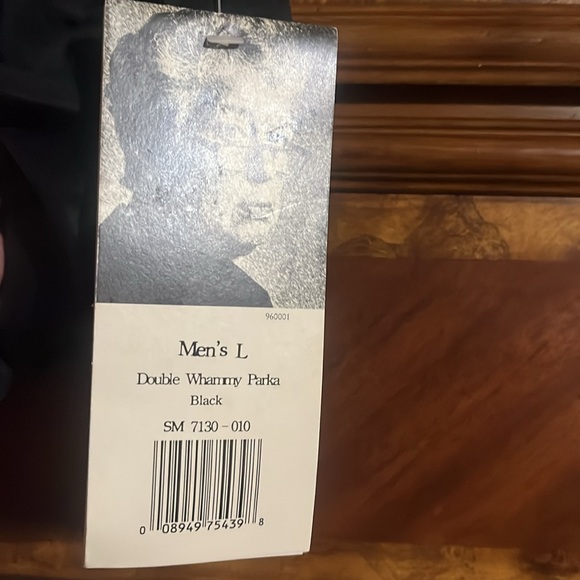 960001
Men's L
Double Whammy Parka
Black
SM 7130-010
0 08949 75439 8